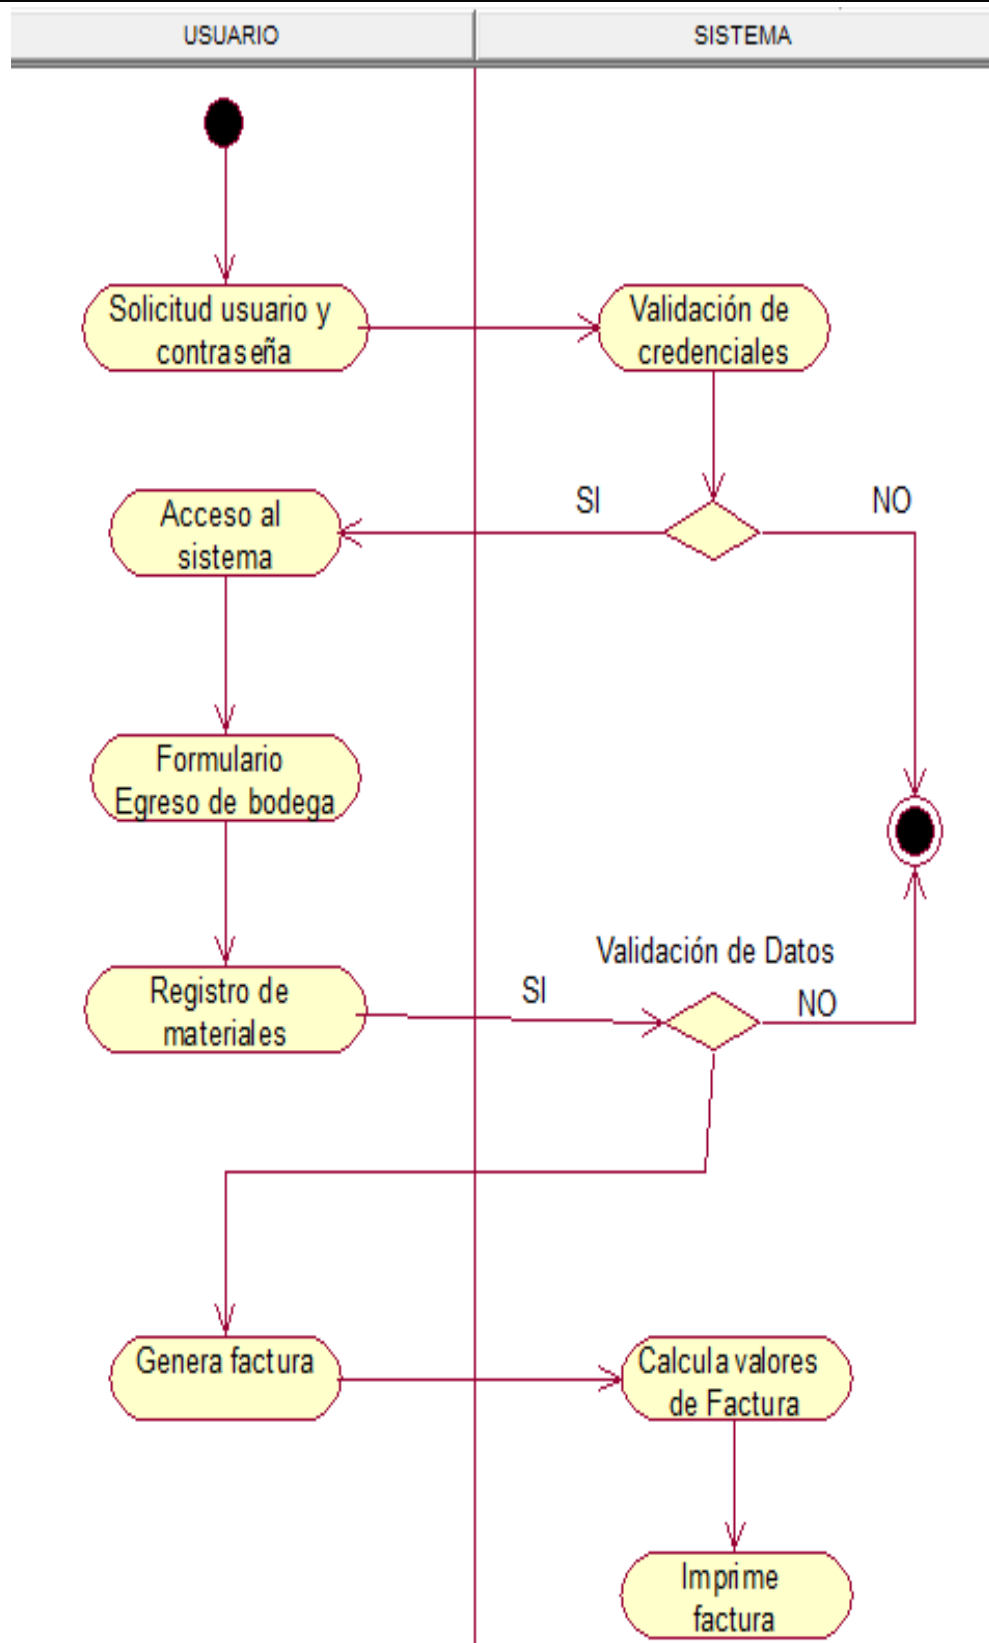 USUARIO
SISTEMA
Solicitud usuario y
contraseña
Validación de
credenciales
SI
NO
Acceso al
sistema
Formulario
Egreso de bodega
Validación de Datos
Registro de
materiales
SI
NO
Genera factura
Calcula valores
de Factura
Imprime
factura